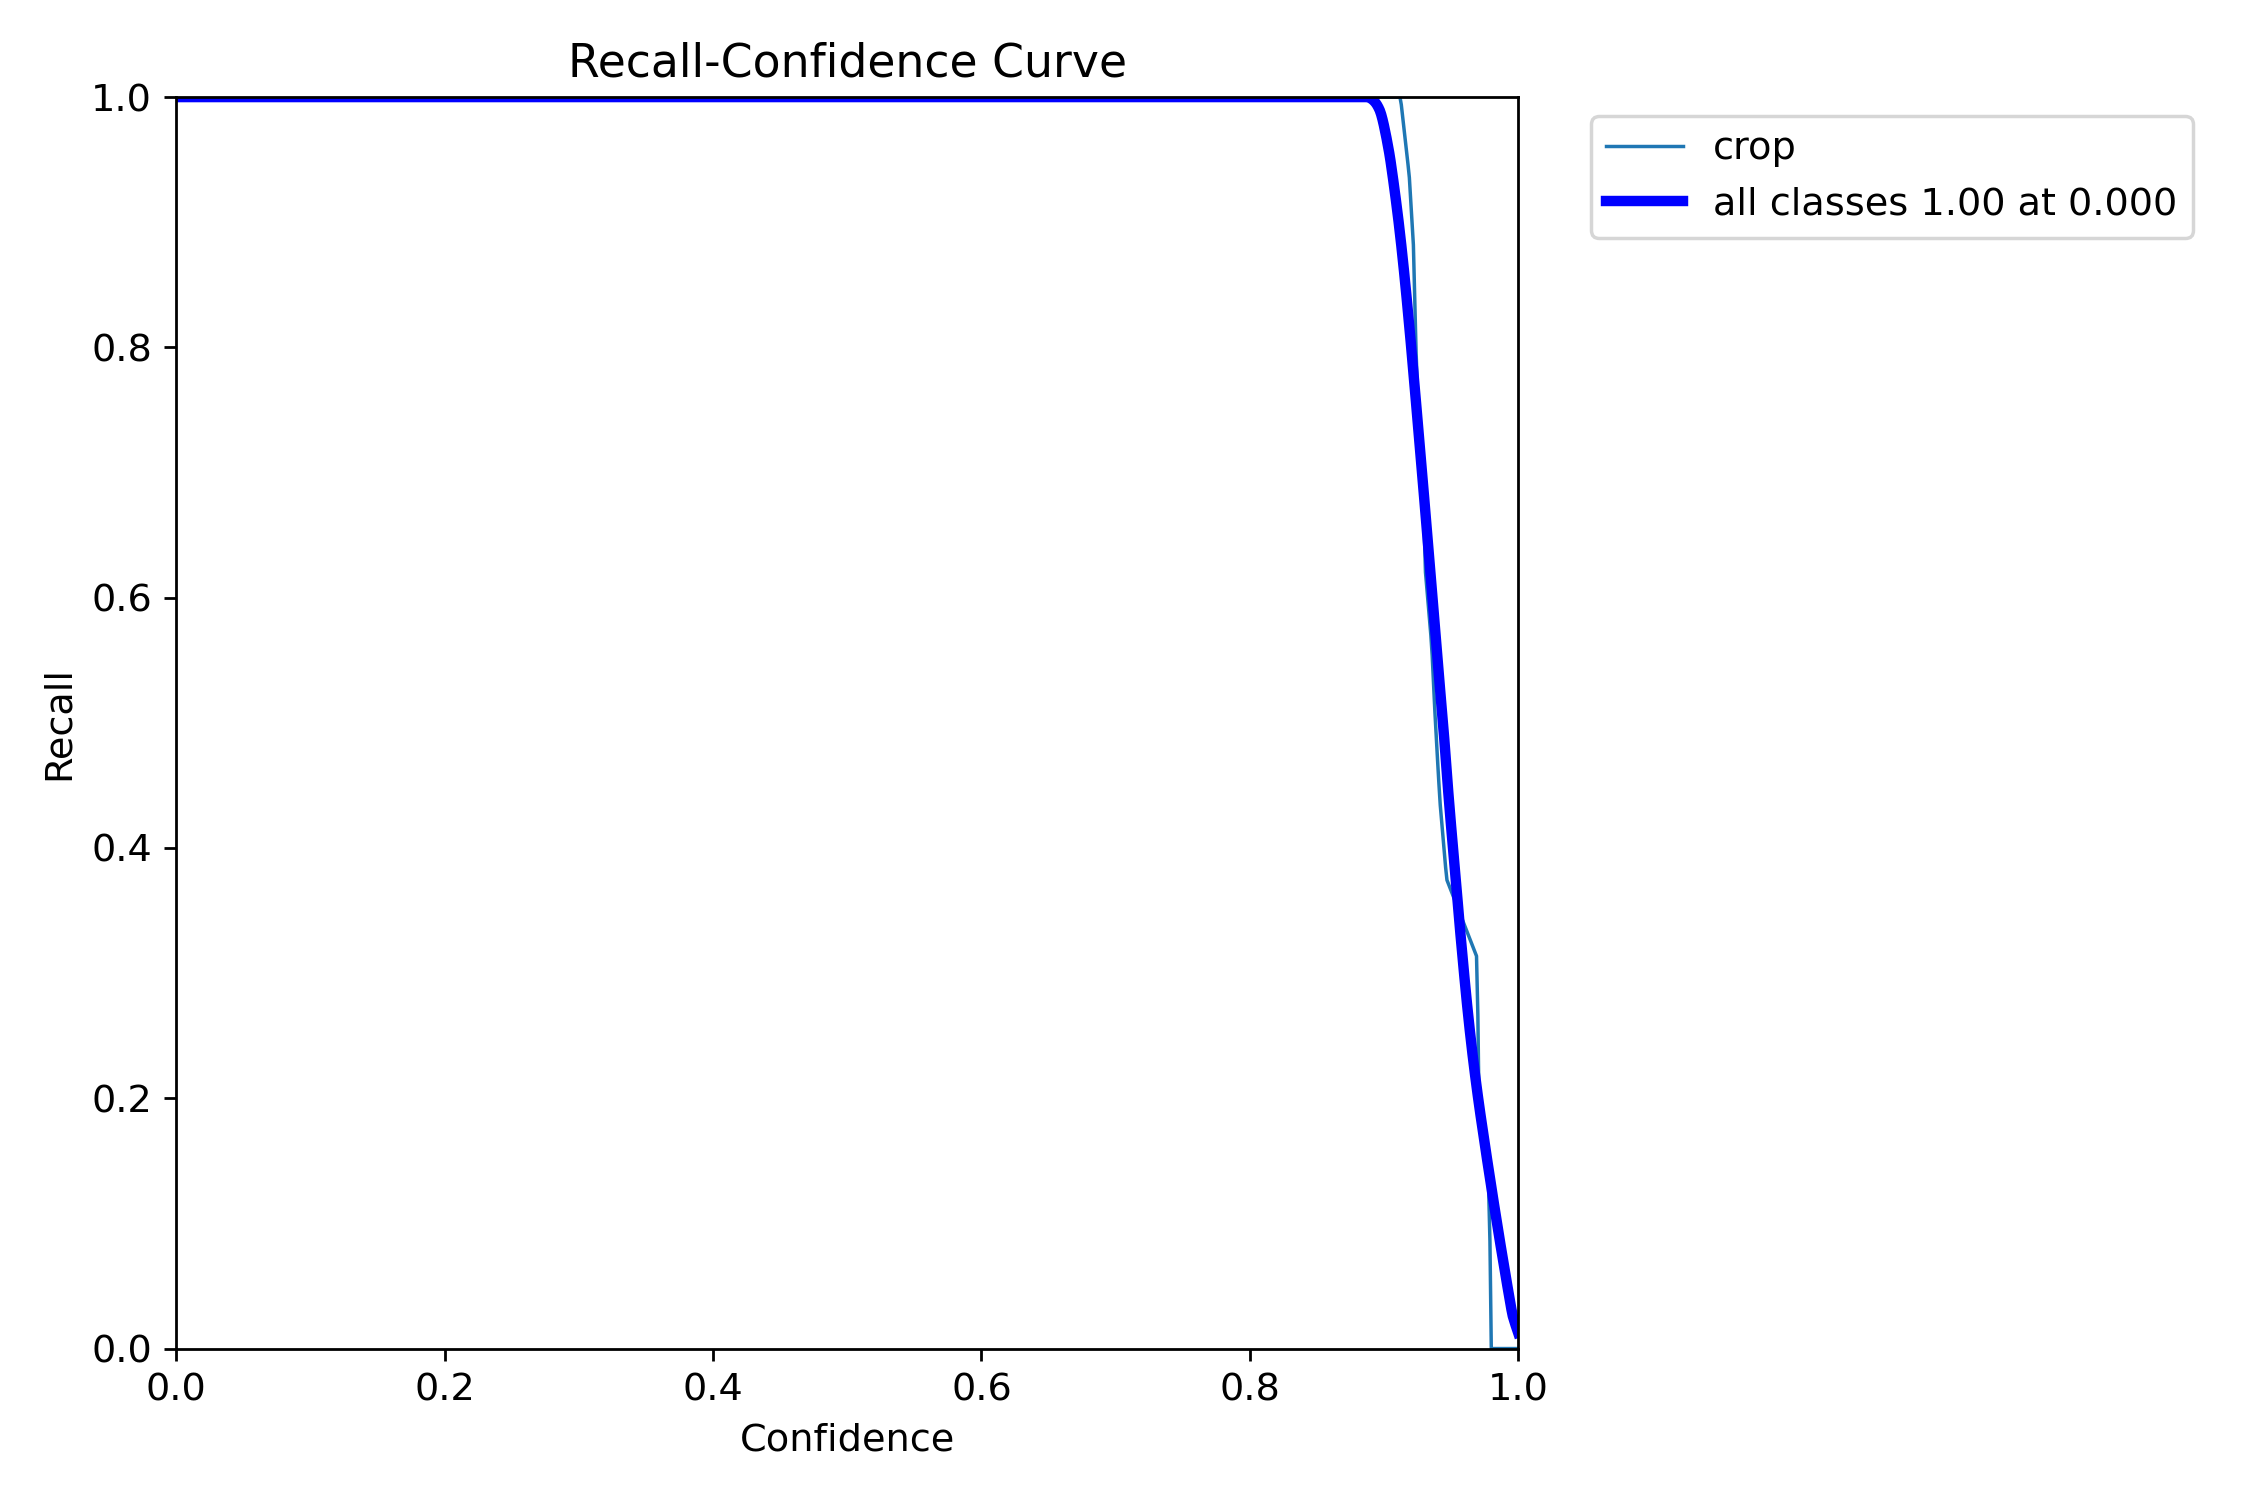 Recall-Confidence Curve
1.0
0.8
0.6
0.4
0.2
0.0
Recall
0.0 0.2 0.4 0.6 0.8 1.0
Confidence
crop
all classes 1.00 at 0.000